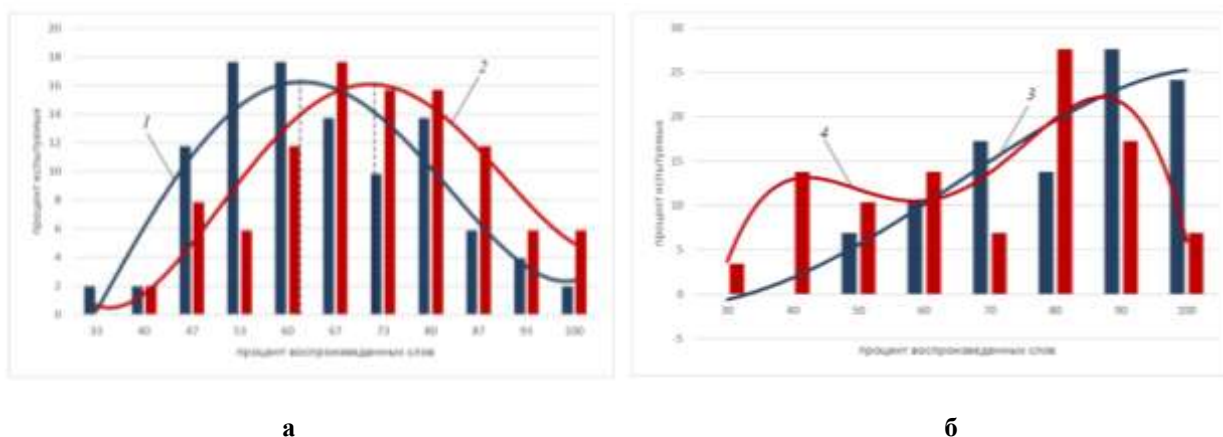 20
18
16
14
12
10
8
6
4
2
0
процент испытуемых
1
2
33 40 47 53 60 67 73 80 87 93 100
процент воспроизведенных слов
а
30
25
20
15
10
5
0
-5
процент испытуемых
4
3
30 40 50 60 70 80 90 100
процент воспроизведенных слов
б